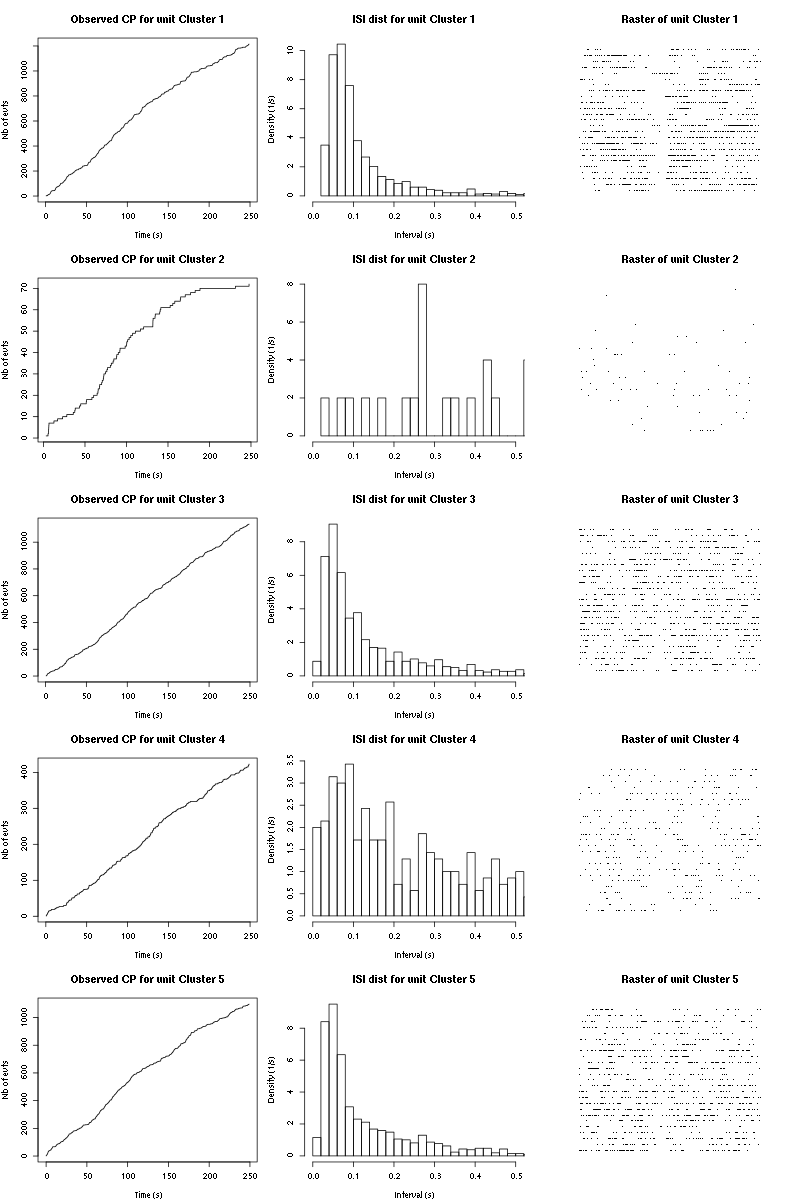 Observed CP for unit Cluster 1
ISI dist for unit Cluster 1
Raster of unit Cluster 1
Nb of evts
0 200 400 600 800 1000
0 50 100 150 200 250
Time (s)
Density (1/s)
0 2 4 6 8 10
0.0 0.1 0.2 0.3 0.4 0.5
Interval (s)
Observed CP for unit Cluster 2
ISI dist for unit Cluster 2
Raster of unit Cluster 2
Nb of evts
0 10 20 30 40 50 60 70
0 50 100 150 200 250
Time (s)
Density (1/s)
0 2 4 6 8
0.0 0.1 0.2 0.3 0.4 0.5
Interval (s)
Observed CP for unit Cluster 3
ISI dist for unit Cluster 3
Raster of unit Cluster 3
Nb of evts
0 200 400 600 800 1000
0 50 100 150 200 250
Time (s)
Density (1/s)
0 2 4 6 8
0.0 0.1 0.2 0.3 0.4 0.5
Interval (s)
Observed CP for unit Cluster 4
ISI dist for unit Cluster 4
Raster of unit Cluster 4
Nb of evts
0 100 200 300 400
0 50 100 150 200 250
Time (s)
Density (1/s)
0.0 0.5 1.0 1.5 2.0 2.5 3.0 3.5
0.0 0.1 0.2 0.3 0.4 0.5
Interval (s)
Observed CP for unit Cluster 5
ISI dist for unit Cluster 5
Raster of unit Cluster 5
Nb of evts
0 200 400 600 800 1000
0 50 100 150 200 250
Time (s)
Density (1/s)
0 2 4 6 8
0.0 0.1 0.2 0.3 0.4 0.5
Interval (s)